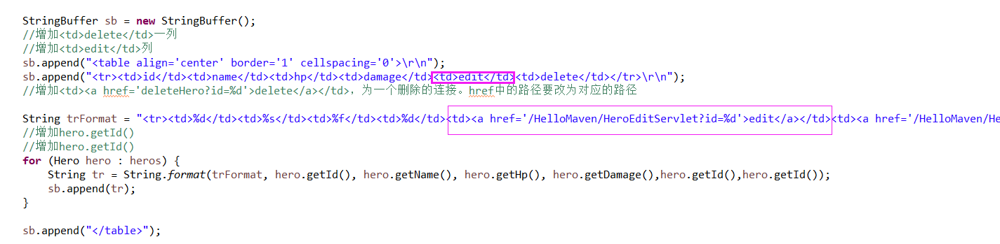 StringBuffer sb = new StringBuffer();
//增加<td>delete</td>一列
//增加<td>edit</td>列
sb.append("<table align='center' border='1' cellspacing='0'>\r\n");
sb.append("<tr><td>id</td><td>name</td><td>hp</td><td>damage</td><td>edit</td><td>delete</td></tr>\r\n");
//增加<td><a href='deleteHero?id=%d'>delete</a></td>，为一个删除的连接。href中的路径要改为对应的路径
String trFormat = "<tr><td>%d</td><td>%s</td><td>%f</td><td>%d</td><td><a href='/HelloMaven/HeroEditServlet?id=%d'>edit</a></td><td><a href='/HelloMaven/He
//增加hero.getId()
//增加hero.getId()
for (Hero hero : heros) {
String tr = String.format(trFormat, hero.getId(), hero.getName(), hero.getHp(), hero.getDamage(),hero.getId(),hero.getId());
sb.append(tr);
}
sb.append("</table>");